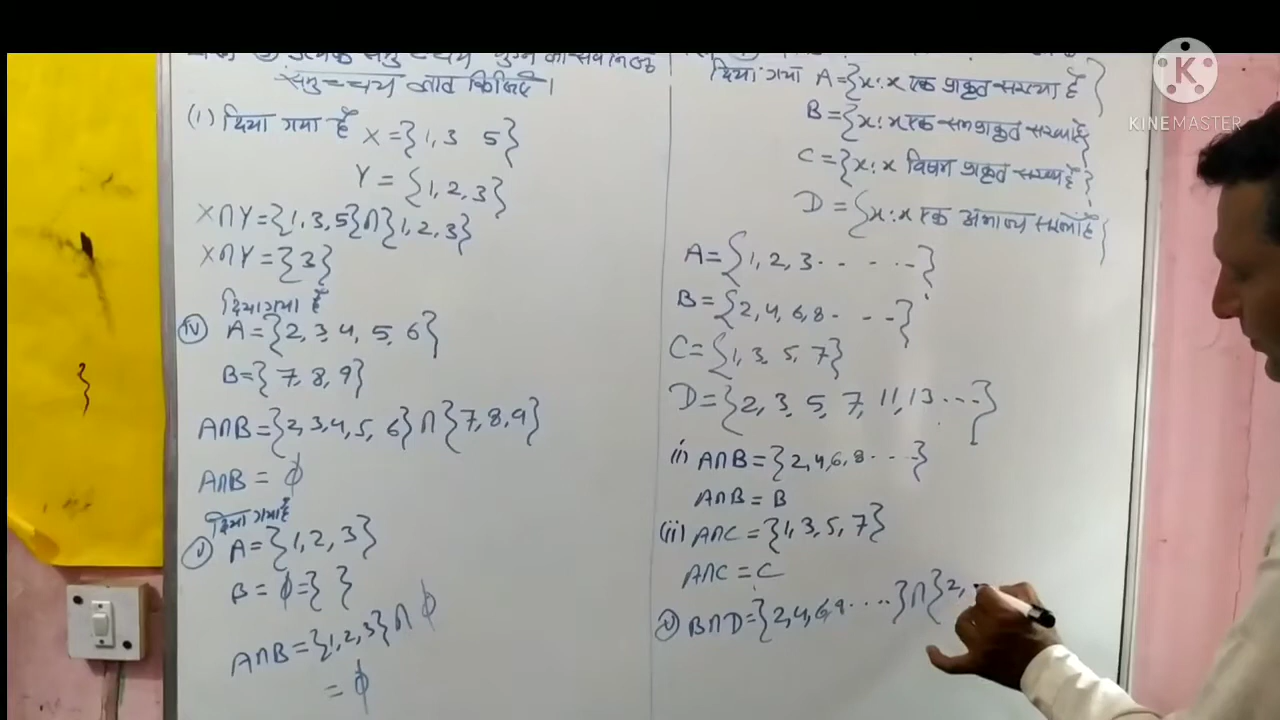 समुच्चय ज्ञात कीजिये।
(i) दिया गया है X = {1, 3 5}
Y = {1, 2, 3}
X∩Y = {1, 3, 5}∩{1, 2, 3}
X∩Y = {3}
दिया गया है
(iv) A = {2, 3, 4, 5, 6}
B = {7, 8, 9}
A∩B = {2, 3, 4, 5, 6} ∩ {7, 8, 9}
A∩B = ϕ
दिया गया है
(v) A = {1, 2, 3}
B = ϕ = { }
A∩B = {1, 2, 3} ∩ ϕ
= ϕ
दिया गया A = {x : x एक प्राकृत संख्या है}
B = {x : x एक सम प्राकृत संख्या है}
C = {x : x विषम प्राकृत संख्या है}
D = {x : x एक अभाज्य संख्या है}
A = {1, 2, 3 - - - - -}
B = {2, 4, 6, 8 - - - -}
C = {1, 3, 5, 7}
D = {2, 3, 5, 7, 11, 13 - - - -}
(i) A∩B = {2, 4, 6, 8 - - - -}
A∩B = B
(ii) A∩C = {1, 3, 5, 7}
A∩C = C
(v) B∩D = {2, 4, 6, 8 - - - -} ∩ {2,
KINEMASTER